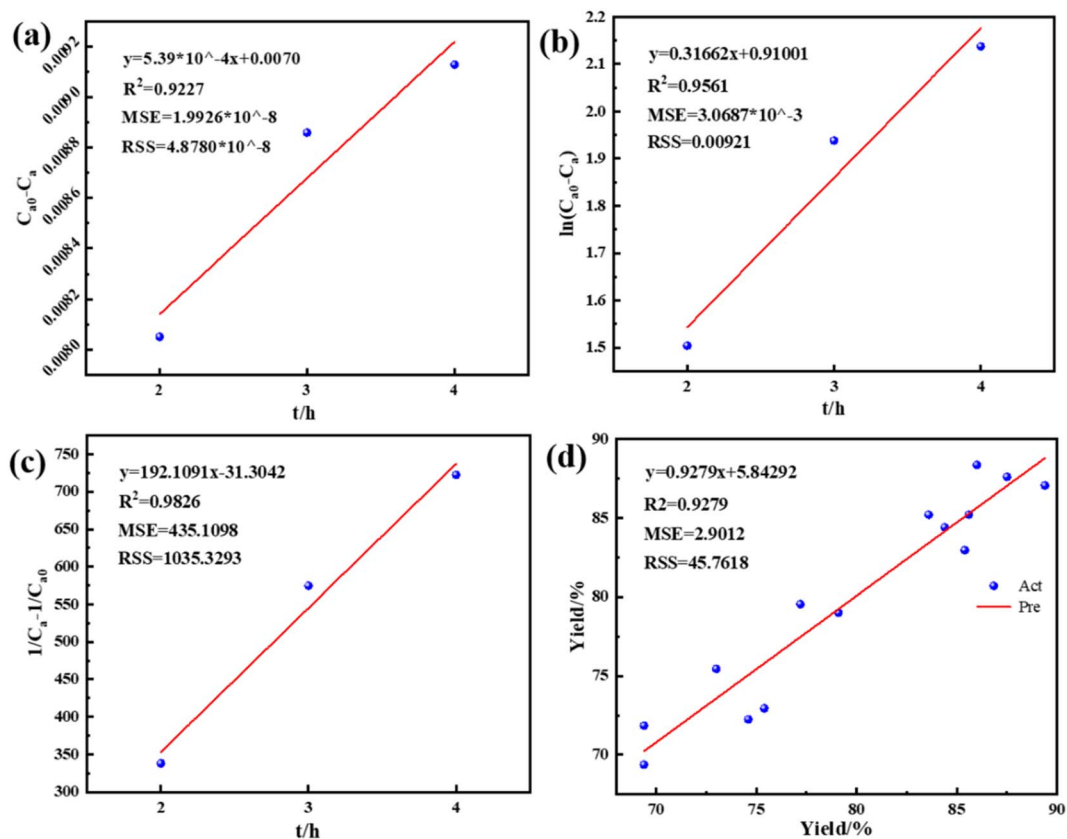 (a)
y=5.39*10^-4x+0.0070
R²=0.9227
MSE=1.9926*10^-8
RSS=4.8780*10^-8
Ca0-Ca
0.0092
0.0090
0.0088
0.0086
0.0084
0.0082
0.0080
2 3 4
t/h
(b)
y=0.31662x+0.91001
R²=0.9561
MSE=3.0687*10^-3
RSS=0.00921
ln(Ca0-Ca)
2.2
2.1
2.0
1.9
1.8
1.7
1.6
1.5
2 3 4
t/h
(c)
y=192.1091x-31.3042
R²=0.9826
MSE=435.1098
RSS=1035.3293
1/Ca-1/Ca0
750
700
650
600
550
500
450
400
350
300
2 3 4
t/h
(d)
y=0.9279x+5.84292
R2=0.9279
MSE=2.9012
RSS=45.7618
Act
Pre
Yield/%
90
85
80
75
70
70 75 80 85 90
Yield/%